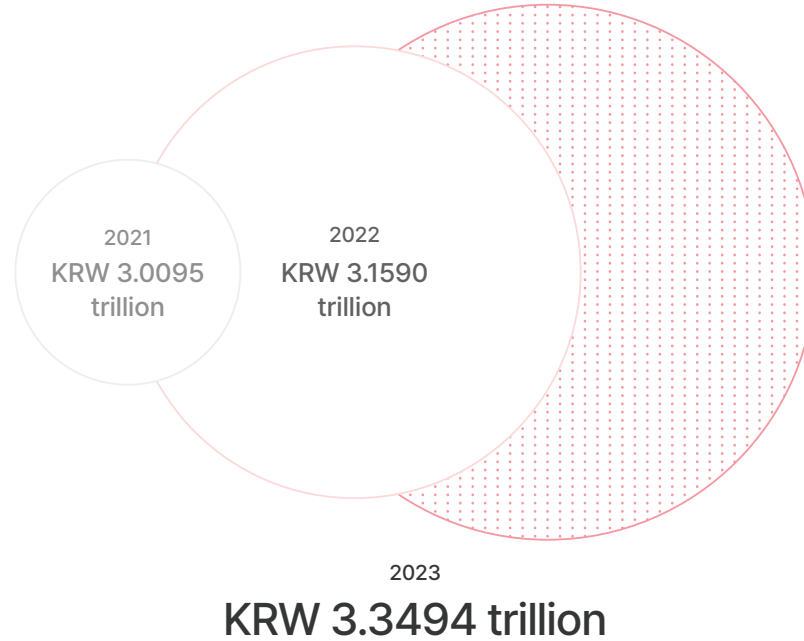 2021
KRW 3.0095
trillion
2022
KRW 3.1590
trillion
2023
KRW 3.3494 trillion